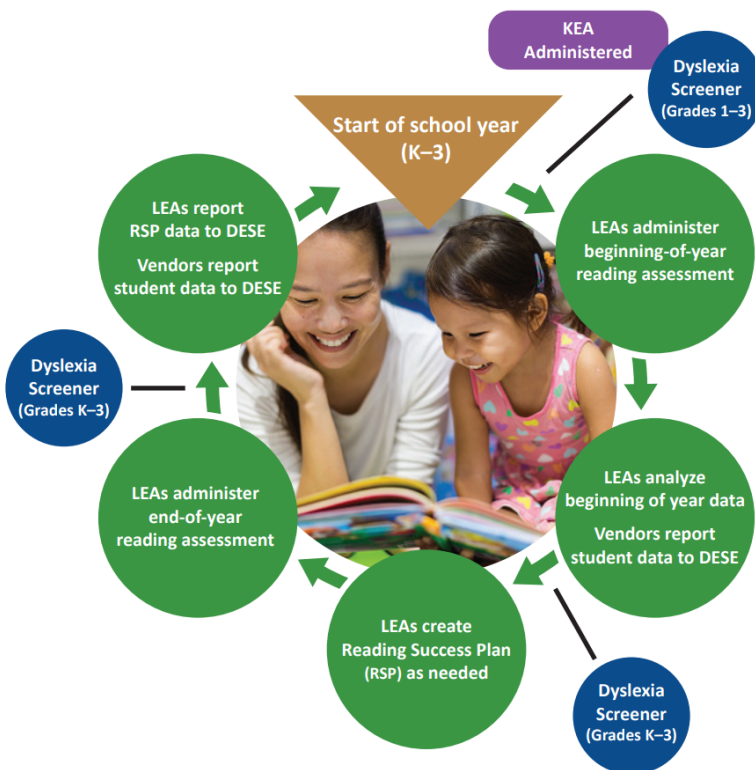 KEA
Administered
Dyslexia
Screener
(Grades 1–3)
Start of school year
(K–3)
LEAs administer
beginning-of-year
reading assessment
LEAs analyze
beginning of year data
Vendors report
student data to DESE
Dyslexia
Screener
(Grades K–3)
LEAs create
Reading Success Plan
(RSP) as needed
LEAs administer
end-of-year
reading assessment
Dyslexia
Screener
(Grades K–3)
LEAs report
RSP data to DESE
Vendors report
student data to DESE